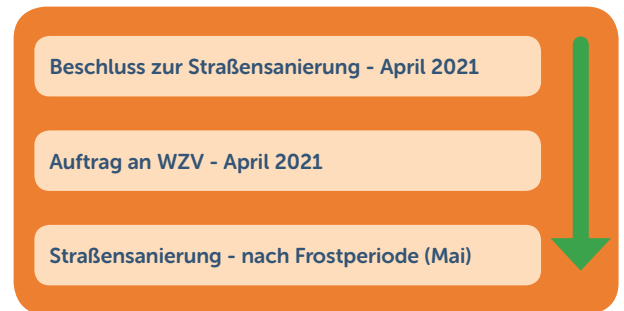 Beschluss zur Straßensanierung - April 2021
Auftrag an WZV - April 2021
Straßensanierung - nach Frostperiode (Mai)